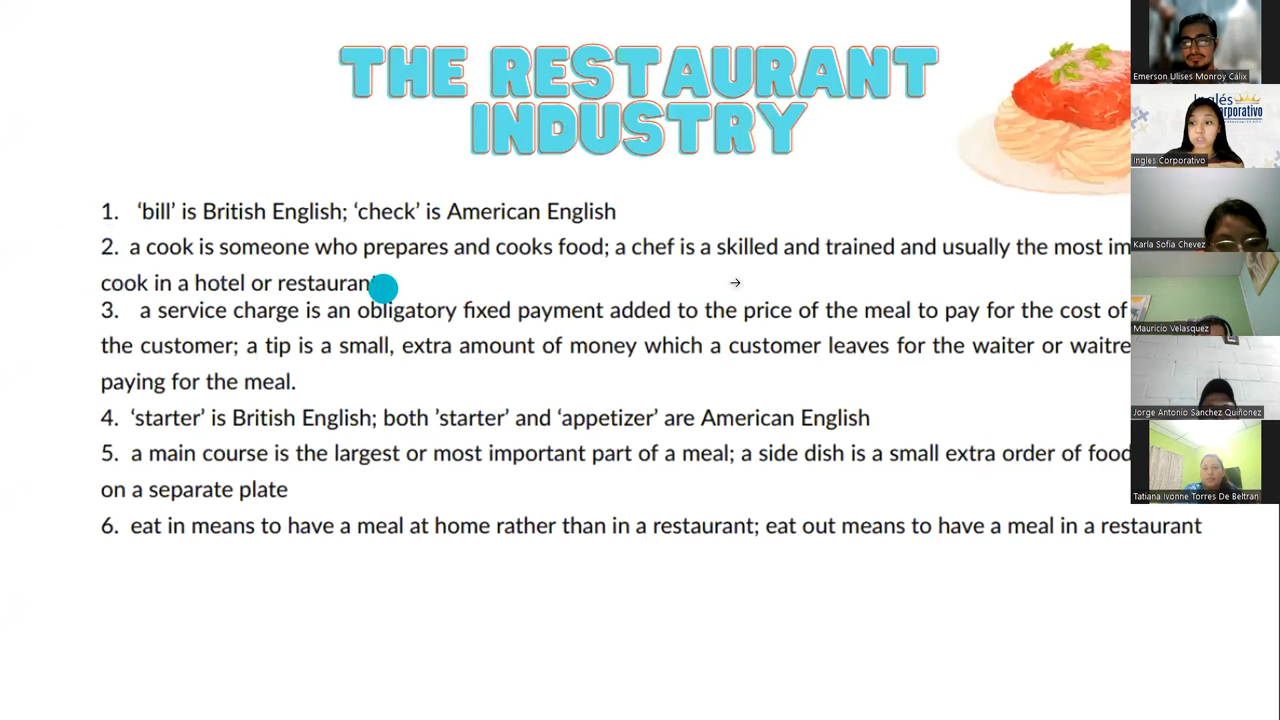 THE RESTAURANT
INDUSTRY
1. ‘bill’ is British English; ‘check’ is American English
2. a cook is someone who prepares and cooks food; a chef is a skilled and trained and usually the most
cook in a hotel or restaurant
3. a service charge is an obligatory fixed payment added to the price of the meal to pay for the cost of
the customer; a tip is a small, extra amount of money which a customer leaves for the waiter or
paying for the meal.
4. ‘starter’ is British English; both ’starter’ and ‘appetizer’ are American English
5. a main course is the largest or most important part of a meal; a side dish is a small extra order of food
on a separate plate
6. eat in means to have a meal at home rather than in a restaurant; eat out means to have a meal in a restaurant
Emerson Ulises Monroy Cálix
Inglés
Corporativo
Ingles Corporativo
Karla Sofia Chevez
Mauricio Velasquez
Jorge Antonio Sanchez Quiñonez
Tatiana Ivonne Torres De Beltran